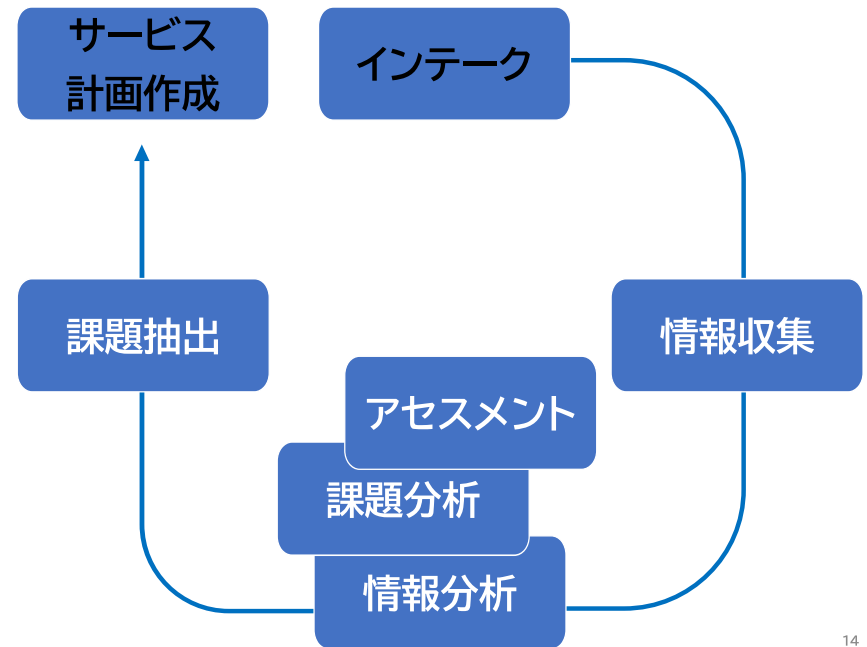 サービス
計画作成
インテーク
課題抽出
情報収集
アセスメント
課題分析
情報分析
14